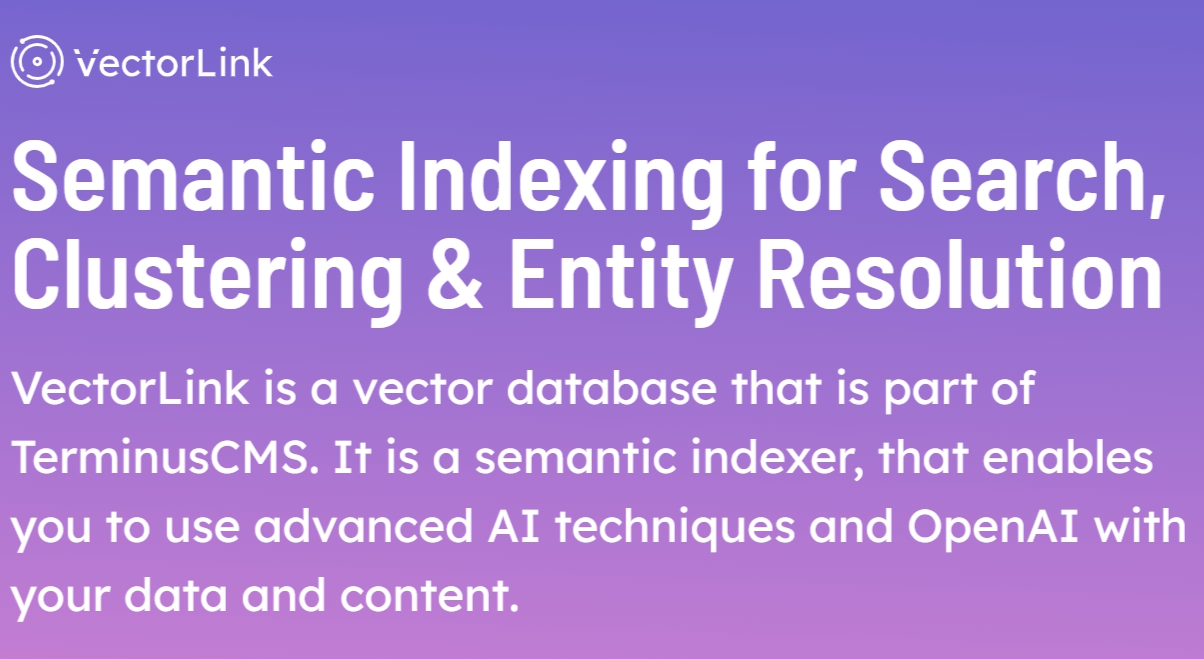 VectorLink
Semantic Indexing for Search,
Clustering & Entity Resolution
VectorLink is a vector database that is part of
TerminusCMS. It is a semantic indexer, that enables
you to use advanced AI techniques and OpenAI with
your data and content.